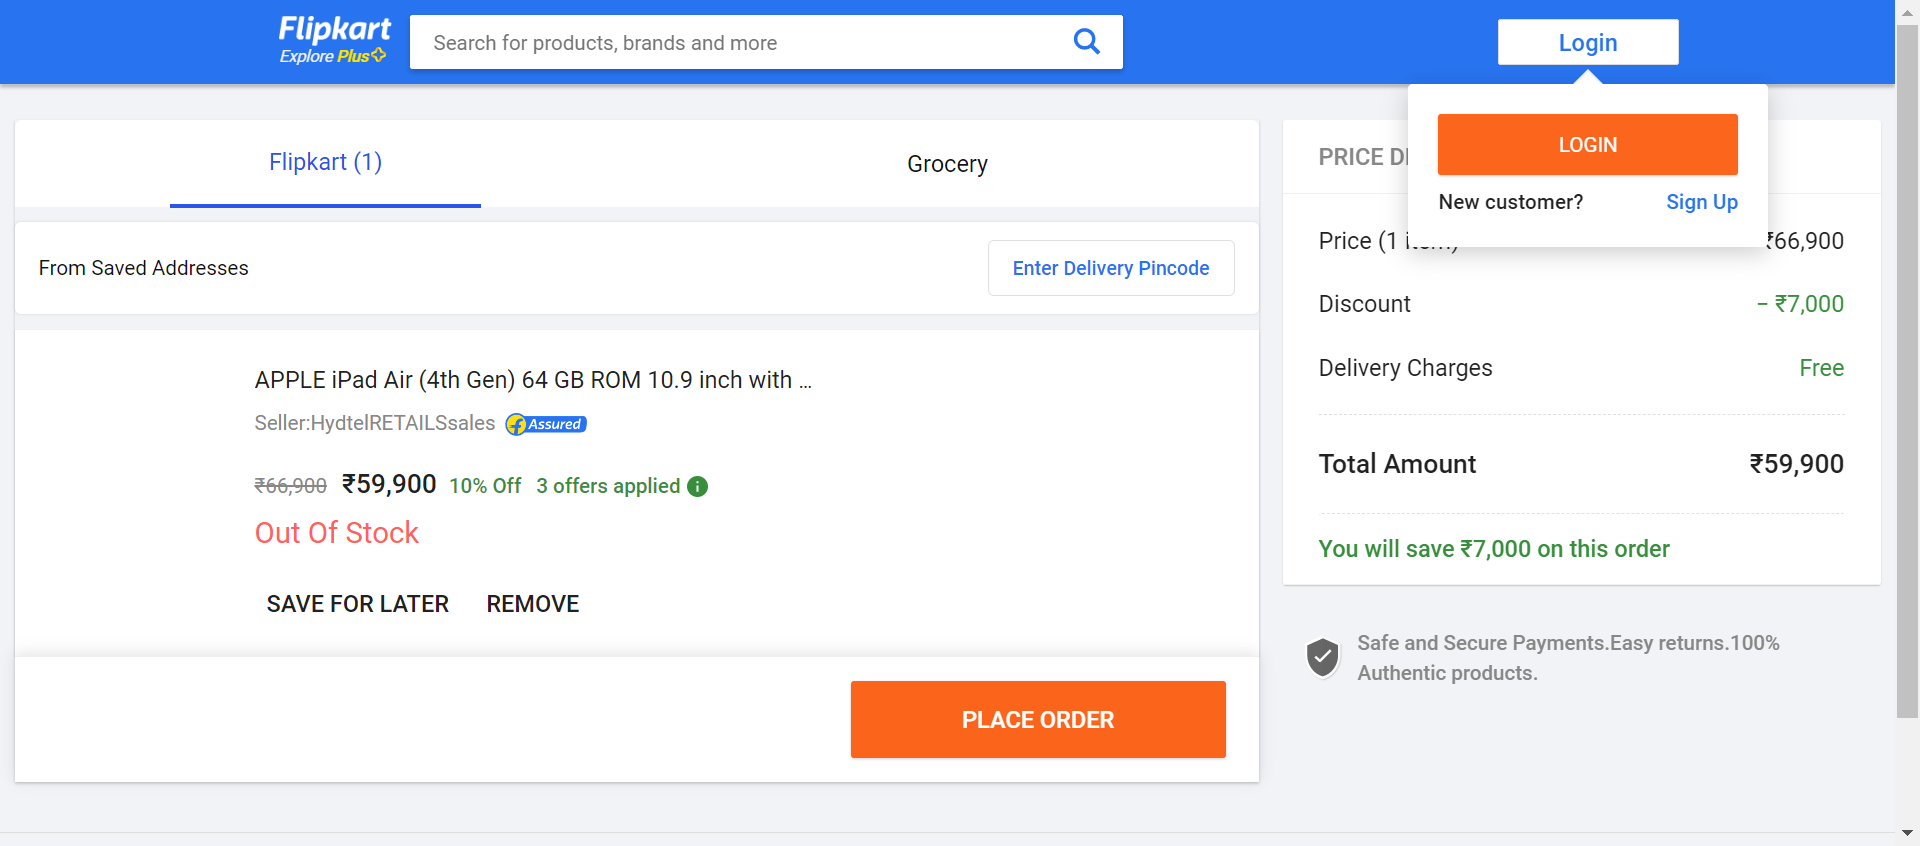 Flipkart
Explore Plus
Search for products, brands and more
Login
LOGIN
New customer? Sign Up
Flipkart (1)
Grocery
From Saved Addresses
Enter Delivery Pincode
APPLE iPad Air (4th Gen) 64 GB ROM 10.9 inch with ...
Seller:HydtelRETAILSsales
Assured
₹66,900 ₹59,900 10% Off 3 offers applied
Out Of Stock
SAVE FOR LATER REMOVE
PLACE ORDER
PRICE
Price (1 ₹66,900
Discount − ₹7,000
Delivery Charges Free
Total Amount ₹59,900
You will save ₹7,000 on this order
Safe and Secure Payments.Easy returns.100%
Authentic products.